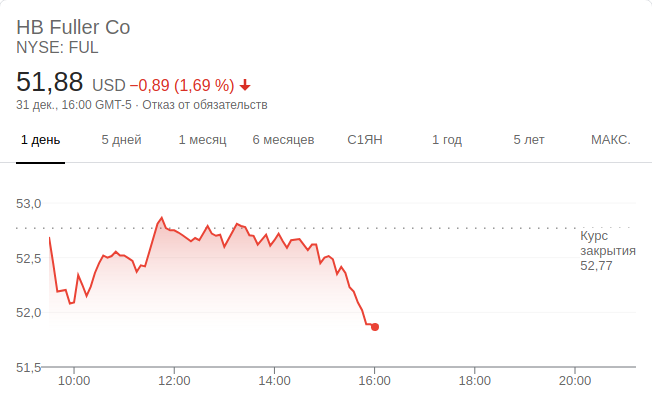 HB Fuller Co
NYSE: FUL
51,88 USD −0,89 (1,69 %)
31 дек., 16:00 GMT-5 · Отказ от обязательств
1 день 5 дней 1 месяц 6 месяцев С1ЯН 1 год 5 лет МАКС.
53,0
Курс
закрытия
52,77
52,5
52,0
51,5
10:00 12:00 14:00 16:00 18:00 20:00